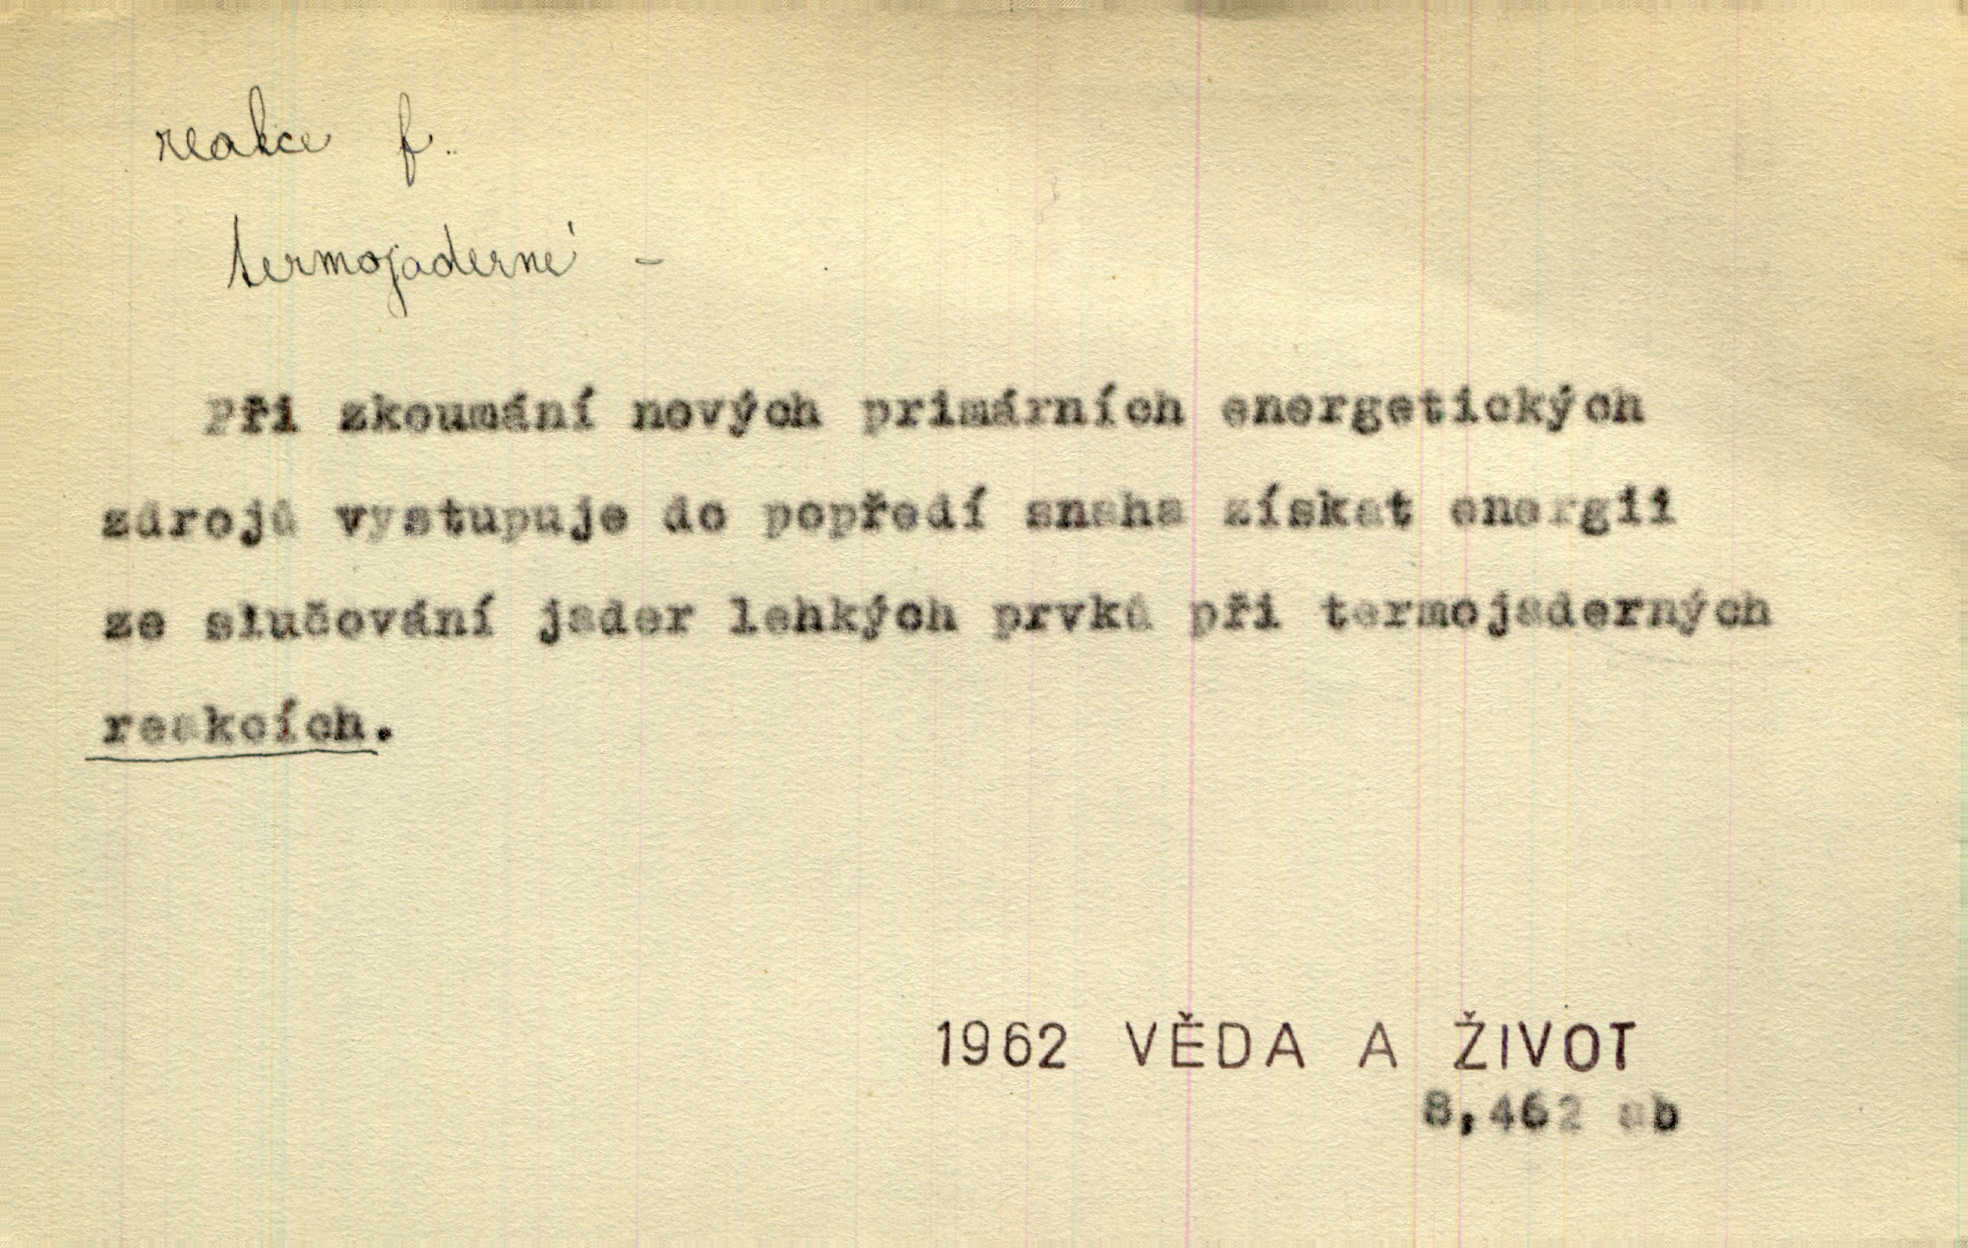 reakce f.
termojaderné –
Při zkoumání nových primárních energetických
zdrojů vystupuje do popředí snaha získat energii
ze slučování jader lehkých prvků při termojaderných
reakcích.
1962 VĚDA A ŽIVOT
8,462 ab